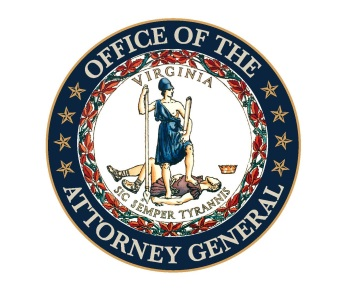 OFFICE OF THE
VIRGINIA
SIC SEMPER TYRANNIS
ATTORNEY GENERAL